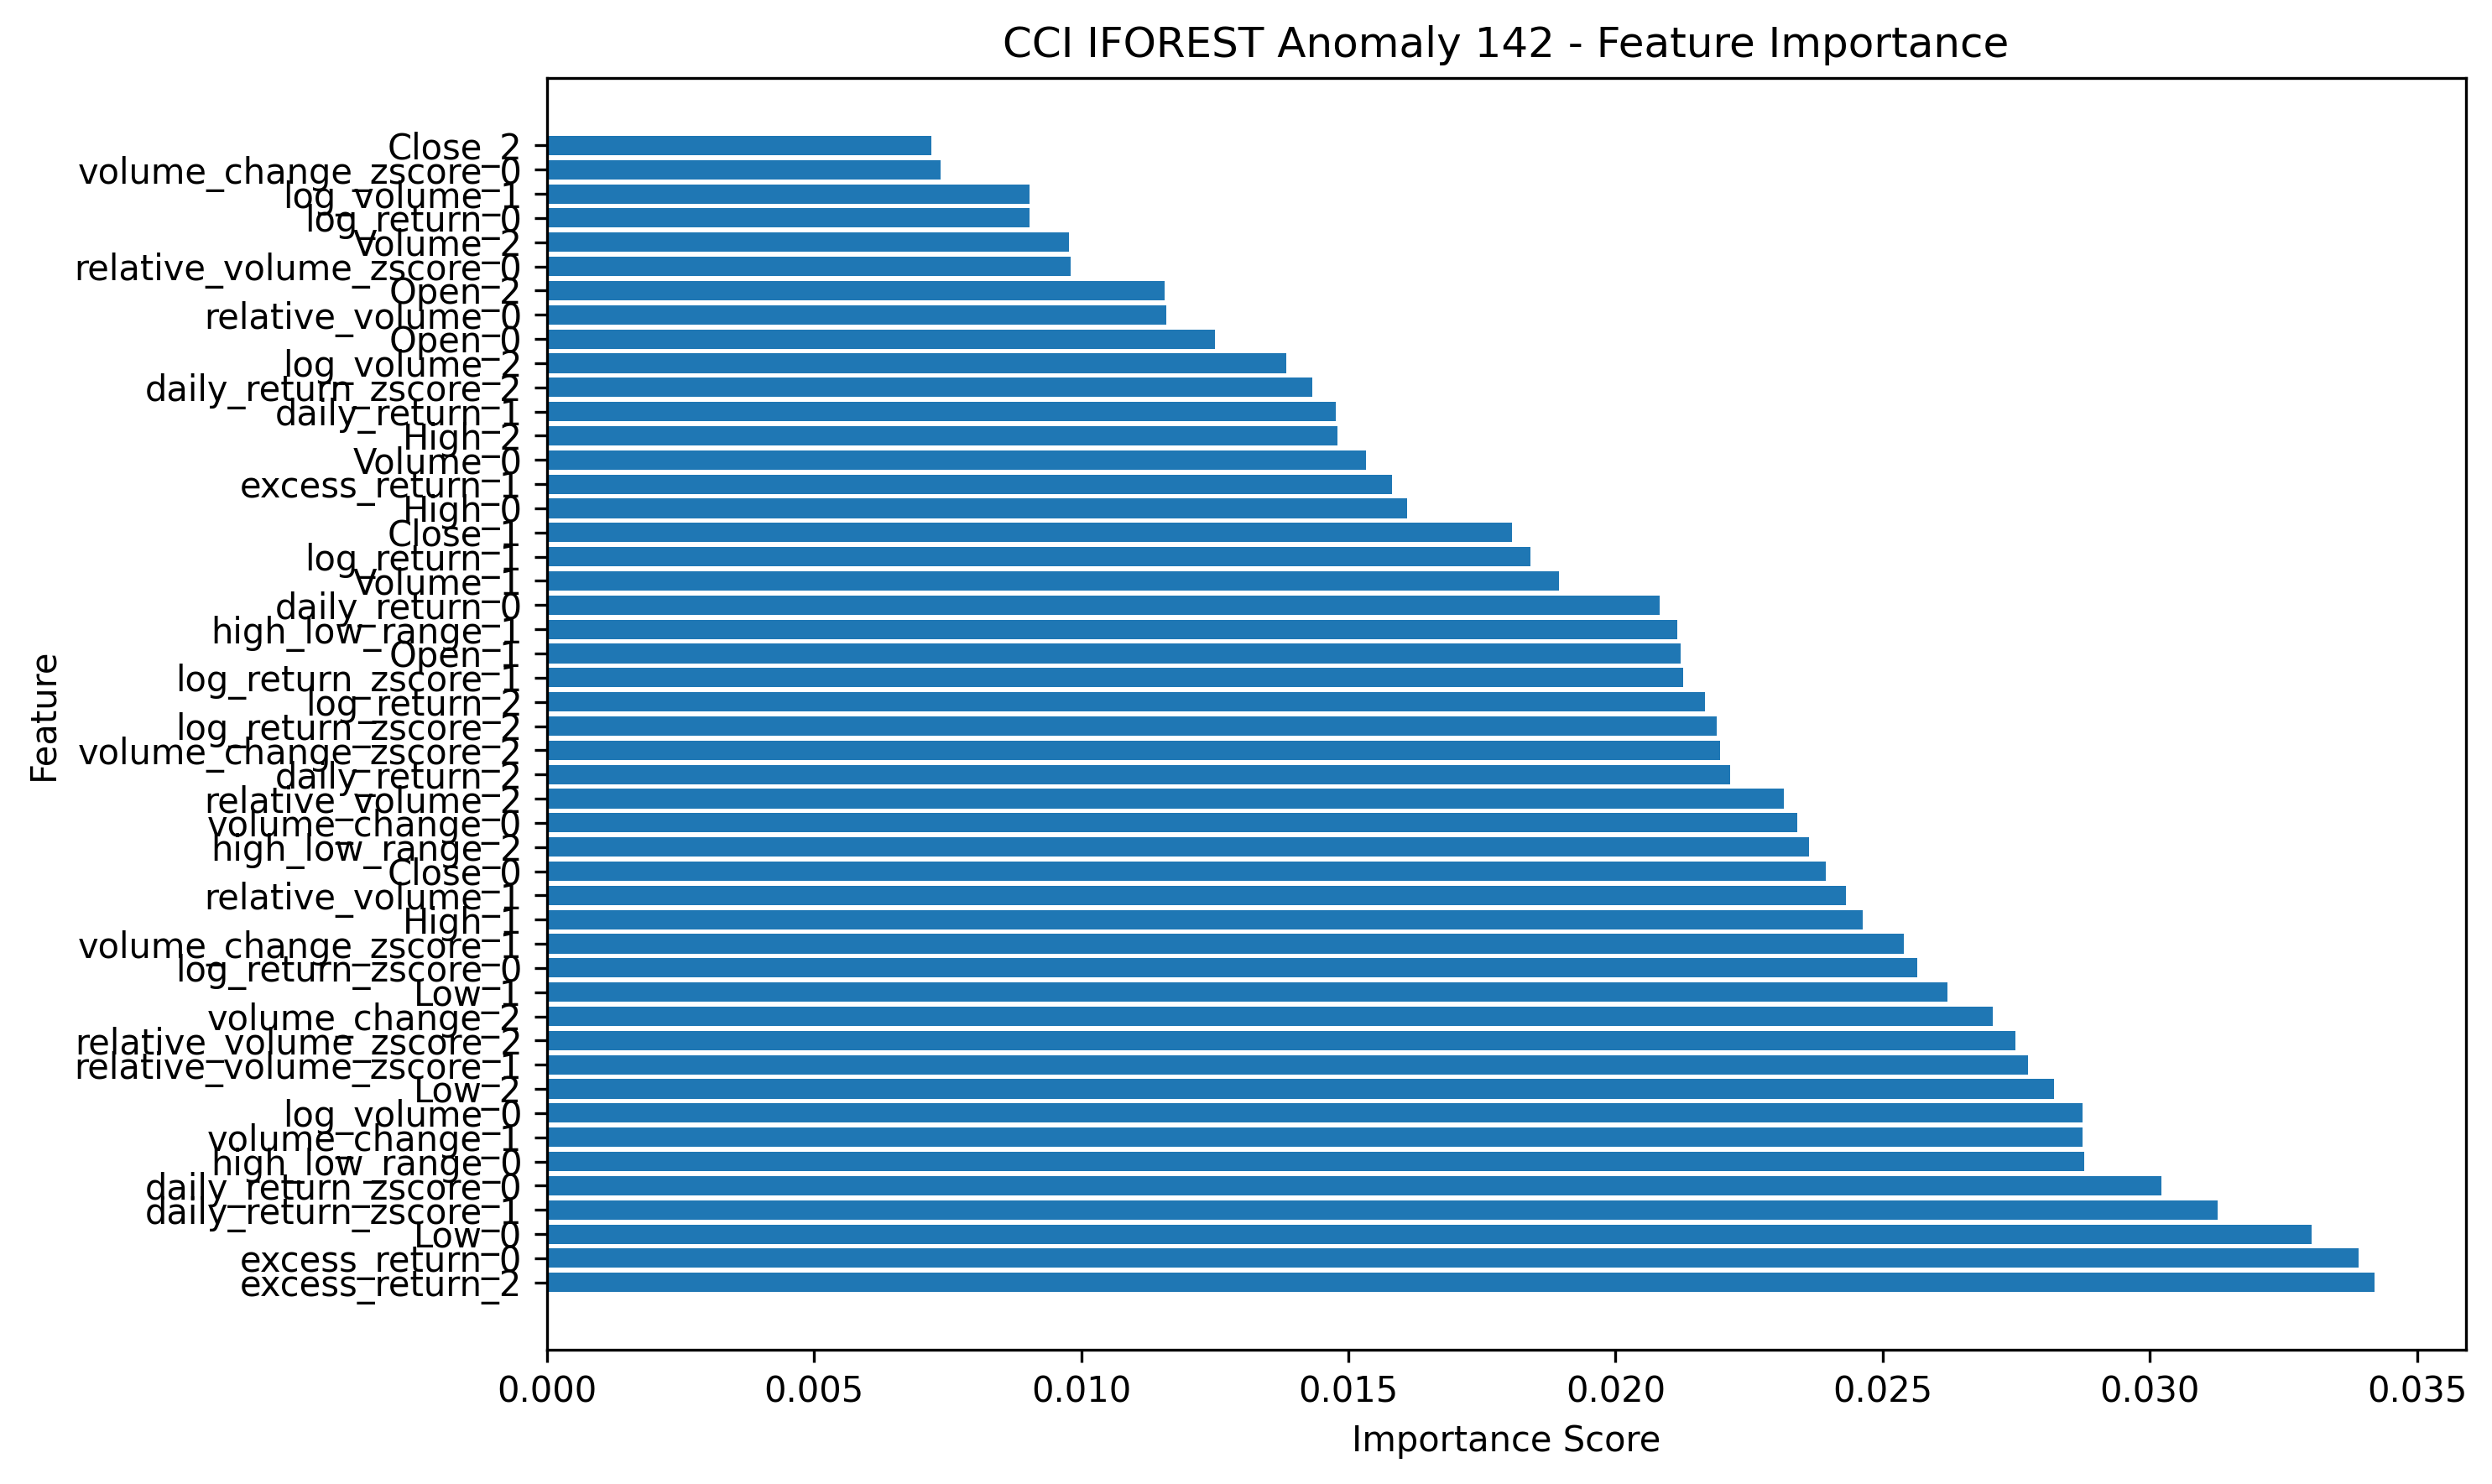 CCI IFOREST Anomaly 142 - Feature Importance
Close_2
volume_change_zscore_0
log_volume_1
log_return_0
Volume_2
relative_volume_zscore_0
Open_2
relative_volume_0
Open_0
log_volume_2
daily_return_zscore_2
daily_return_1
High_2
Volume_0
excess_return_1
High_0
Close_1
log_return_1
Volume_1
daily_return_0
high_low_range_1
Open_1
log_return_zscore_1
log_return_2
log_return_zscore_2
volume_change_zscore_2
daily_return_2
relative_volume_2
volume_change_0
high_low_range_2
Close_0
relative_volume_1
High_1
volume_change_zscore_1
log_return_zscore_0
Low_1
volume_change_2
relative_volume_zscore_2
relative_volume_zscore_1
Low_2
log_volume_0
volume_change_1
high_low_range_0
daily_return_zscore_0
daily_return_zscore_1
Low_0
excess_return_0
excess_return_2
Feature
0.000 0.005 0.010 0.015 0.020 0.025 0.030 0.035
Importance Score